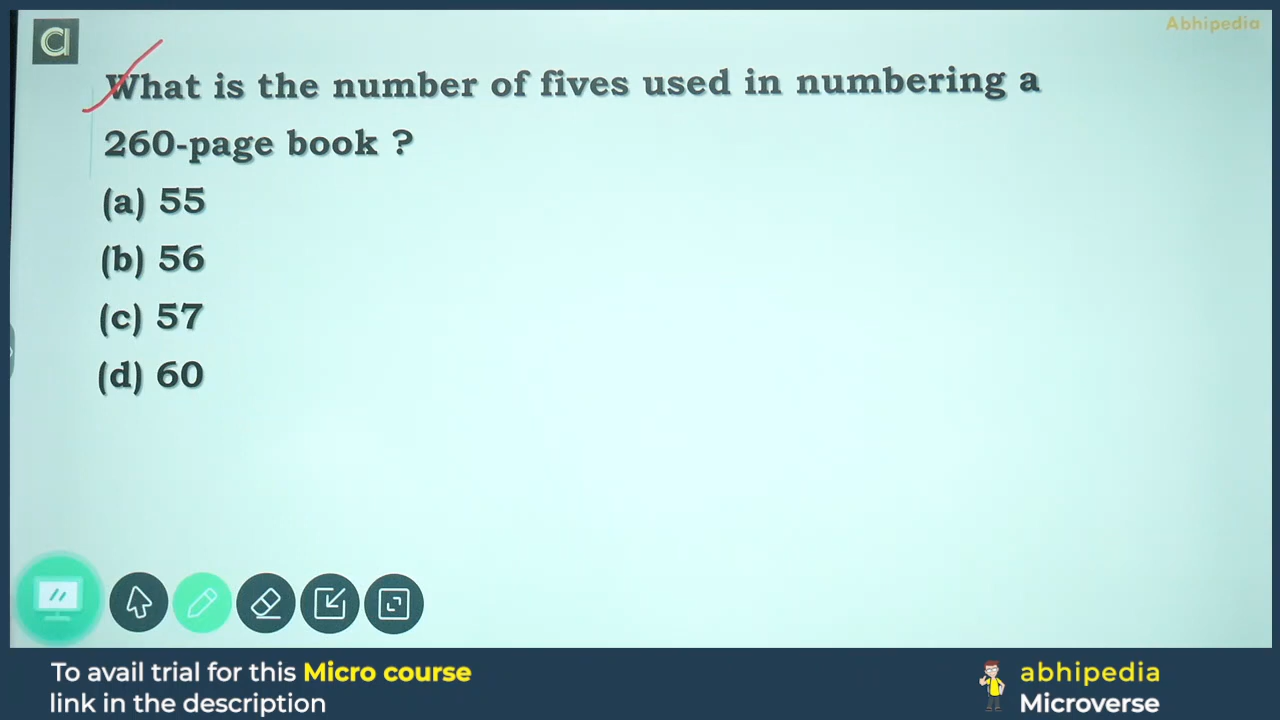 Abhipedia
What is the number of fives used in numbering a
260-page book ?
(a) 55
(b) 56
(c) 57
(d) 60
To avail trial for this Micro course
link in the description
abhipedia
Microverse